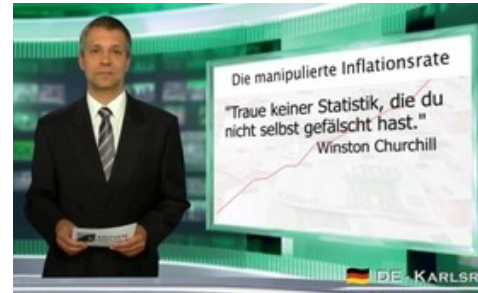 Die manipulierte Inflationsrate
"Traue keiner Statistik, die du
nicht selbst gefälscht hast."
Winston Churchill
DE - KARLSR